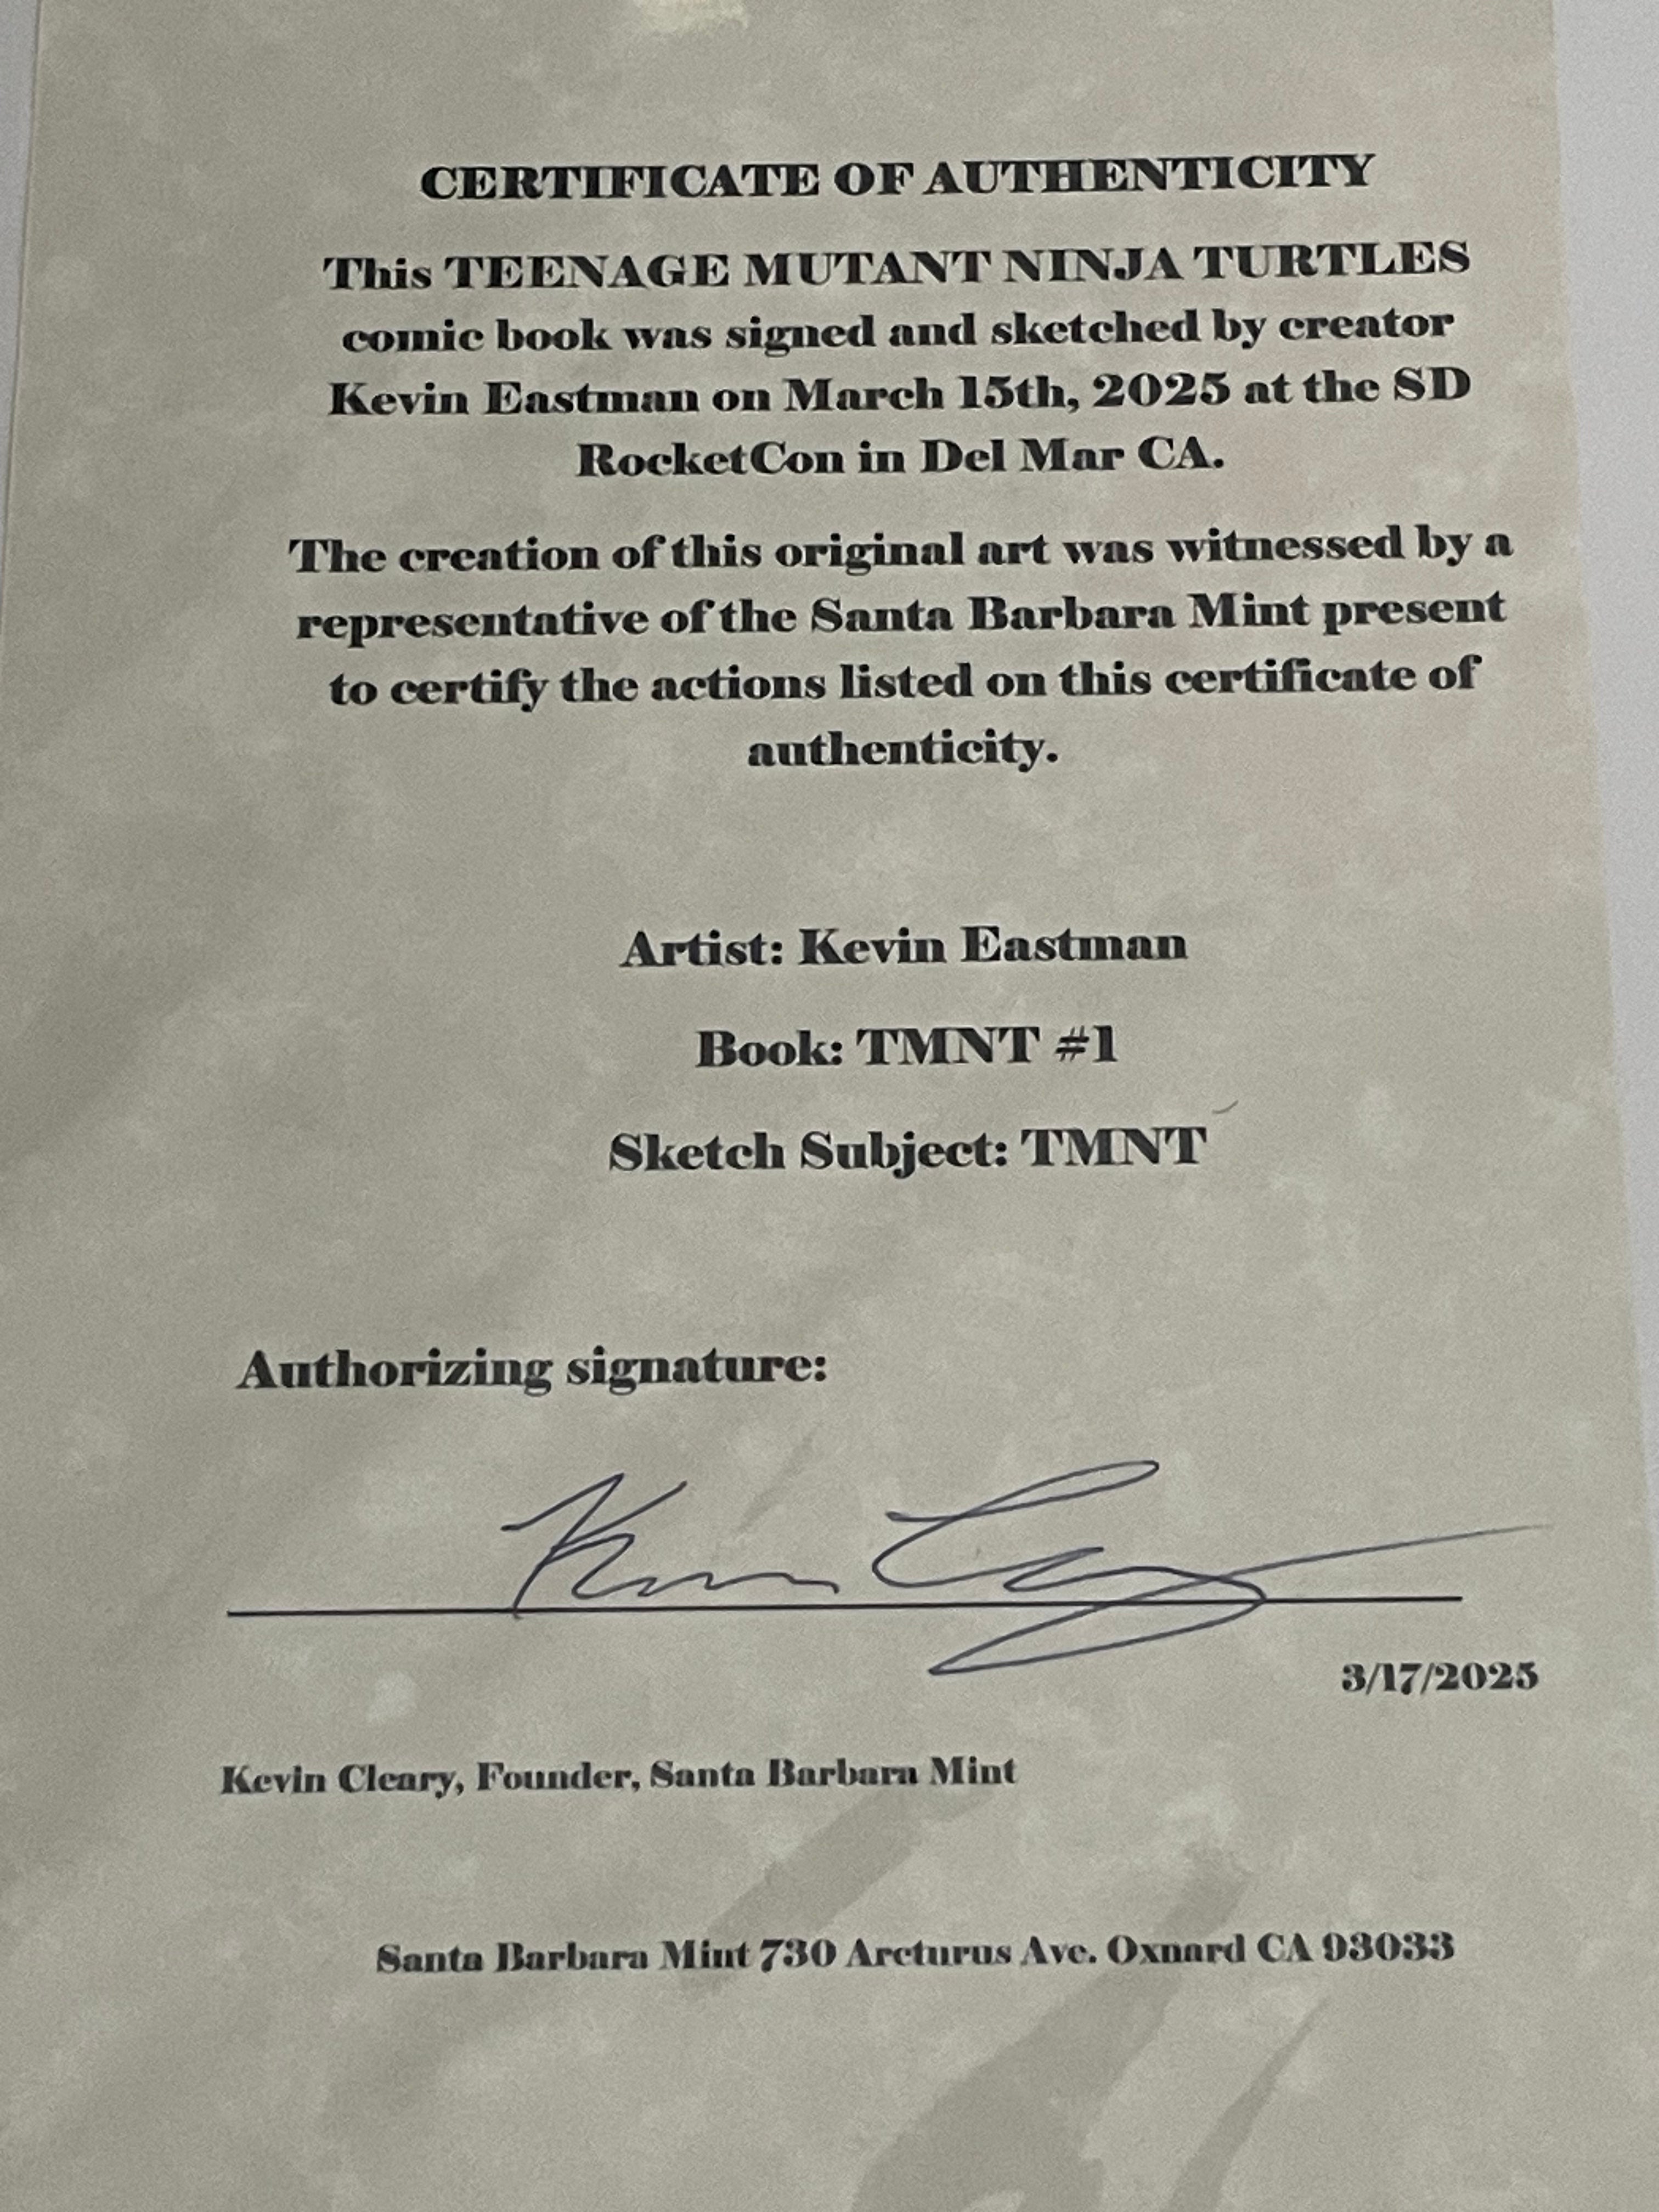 CERTIFICATE OF AUTHENTICITY
This TEENAGE MUTANT NINJA TURTLES
comic book was signed and sketched by creator
Kevin Eastman on March 15th, 2025 at the SD
RocketCon in Del Mar CA.
The creation of this original art was witnessed by a
representative of the Santa Barbara Mint present
to certify the actions listed on this certificate of
authenticity.
Artist: Kevin Eastman
Book: TMNT #1
Sketch Subject: TMNT
Authorizing signature:
3/17/2025
Kevin Cleary, Founder, Santa Barbara Mint
Santa Barbara Mint 730 Arcturus Ave. Oxnard CA 93033